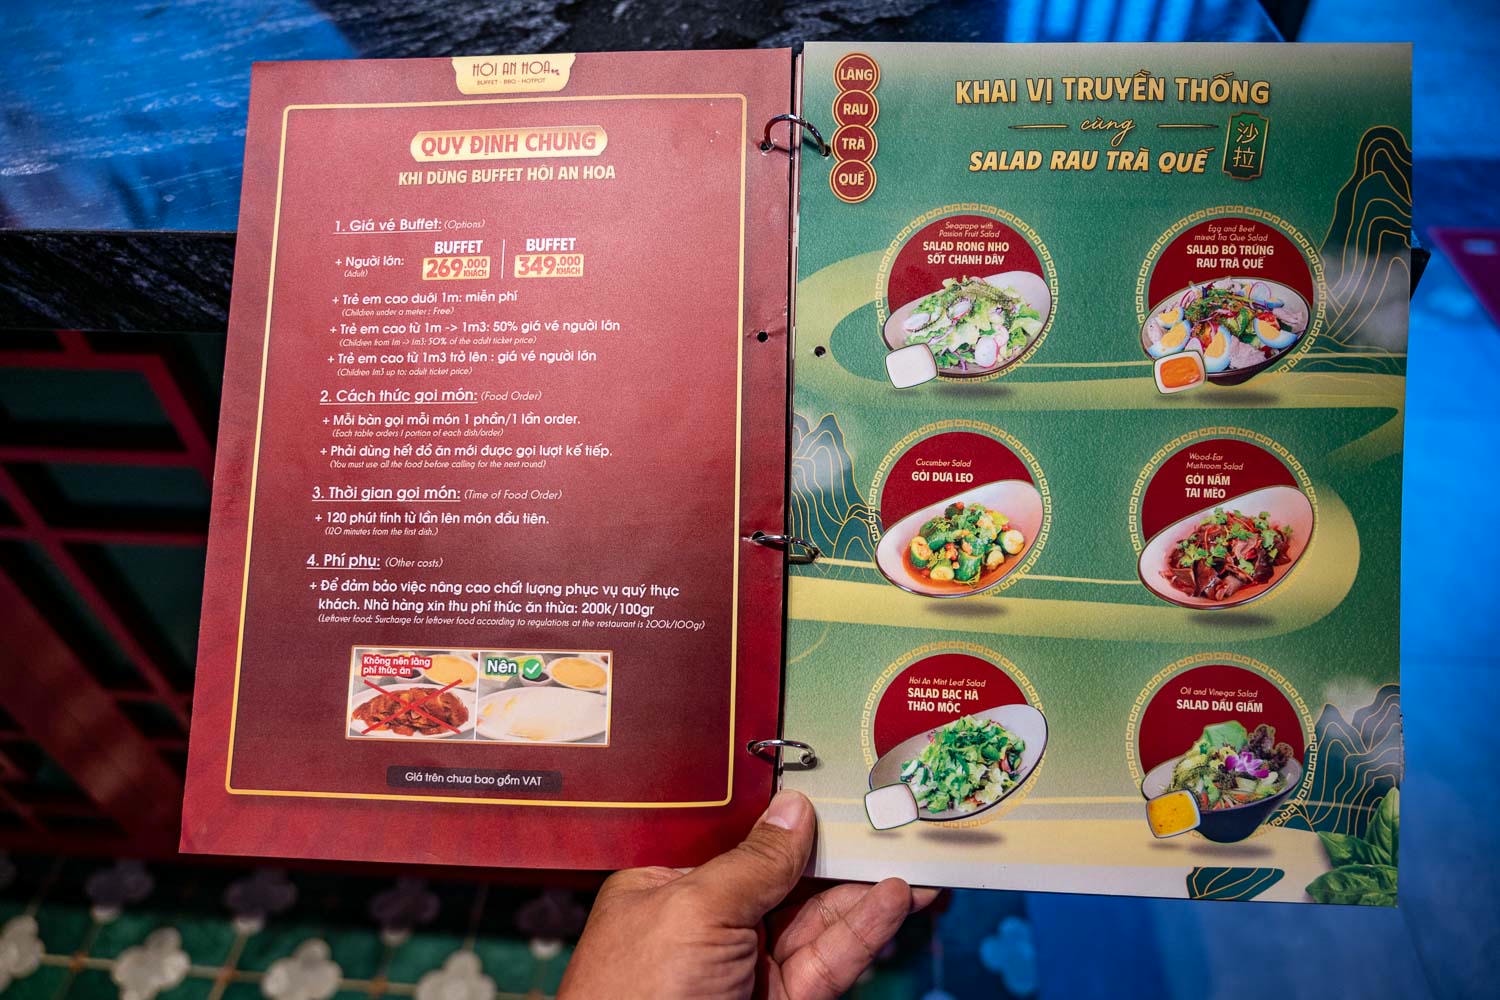 HOI AN HOA
BUFFET - BBQ - HOTPOT
QUY ĐỊNH CHUNG
KHI DÙNG BUFFET HỘI AN HOA
1. Giá vé Buffet: (Options)
+ Người lớn:
(Adult)
BUFFET
269.000
KHÁCH
BUFFET
349.000
KHÁCH
+ Trẻ em cao dưới 1m: miễn phí
(Children under a meter : Free)
+ Trẻ em cao từ 1m -> 1m3: 50% giá vé người lớn
(Children from 1m -> 1m3: 50% of the adult ticket price)
+ Trẻ em cao từ 1m3 trở lên : giá vé người lớn
(Children 1m3 up to: adult ticket price)
2. Cách thức gọi món: (Food Order)
+ Mỗi bàn gọi mỗi món 1 phần/1 lần order.
(Each table orders 1 portion of each dish/order)
+ Phải dùng hết đồ ăn mới được gọi lượt kế tiếp.
(You must use all the food before calling for the next round)
3. Thời gian gọi món: (Time of Food Order)
+ 120 phút tính từ lần lên món đầu tiên.
(120 minutes from the first dish.)
4. Phí phụ: (Other costs)
+ Để đảm bảo việc nâng cao chất lượng phục vụ quý thực
khách. Nhà hàng xin thu phí thức ăn thừa: 200k/100gr
(Leftover food: Surcharge for leftover food according to regulations at the restaurant is 200k/100gr)
Không nên lãng
phí thức ăn
Nên
Giá trên chưa bao gồm VAT
LÀNG
RAU
TRÀ
QUẾ
KHAI VỊ TRUYỀN THỐNG
cùng
SALAD RAU TRÀ QUẾ
沙
拉
Seagrape with
Passion Fruit Salad
SALAD RONG NHO
SỐT CHANH DÂY
Egg and Beef
mixed Tra Que Salad
SALAD BÒ TRỨNG
RAU TRÀ QUẾ
Cucumber Salad
GỎI DƯA LEO
Wood-Ear
Mushroom Salad
GỎI NẤM
TAI MÈO
Hoi An Mint Leaf Salad
SALAD BẠC HÀ
THẢO MỘC
Oil and Vinegar Salad
SALAD DẦU GIẤM